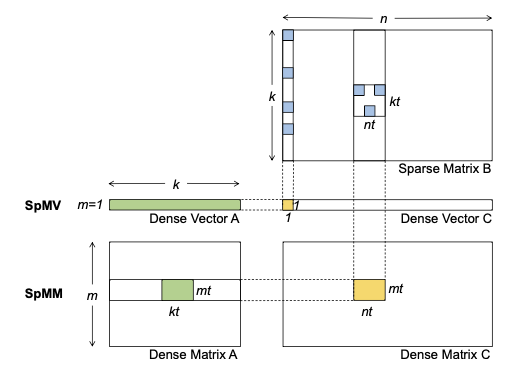 n
k
kt
nt
Sparse Matrix B
k
SpMV
m=1
1
1
Dense Vector A
Dense Vector C
SpMM
m
mt
kt
mt
nt
Dense Matrix A
Dense Matrix C